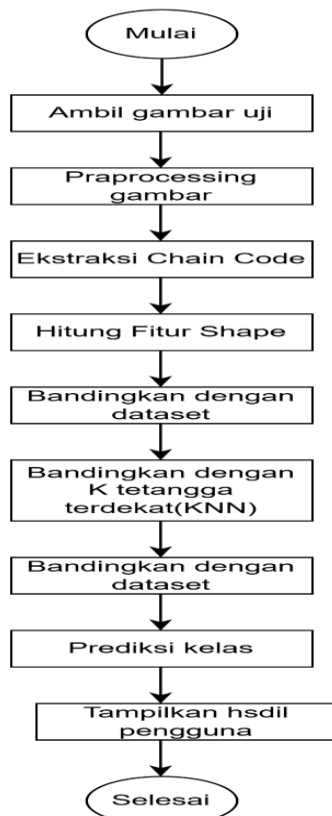 Mulai
Ambil gambar uji
Praprocessing
gambar
Ekstraksi Chain Code
Hitung Fitur Shape
Bandingkan dengan
dataset
Bandingkan dengan
K tetangga
terdekat(KNN)
Bandingkan dengan
dataset
Prediksi kelas
Tampilkan hsdil
pengguna
Selesai